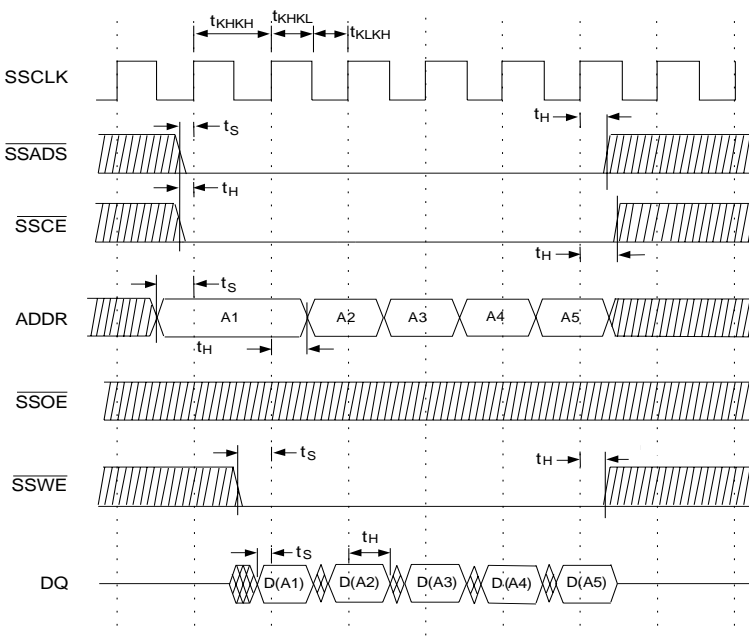 tKHKH tKHKL tKLKH
SSCLK
tS tH
SSADS
tH
SSCE
tH
tS
ADDR A1 A2 A3 A4 A5
tH
SSOE
tS tH
SSWE
tS tH
DQ D(A1) D(A2) D(A3) D(A4) D(A5)